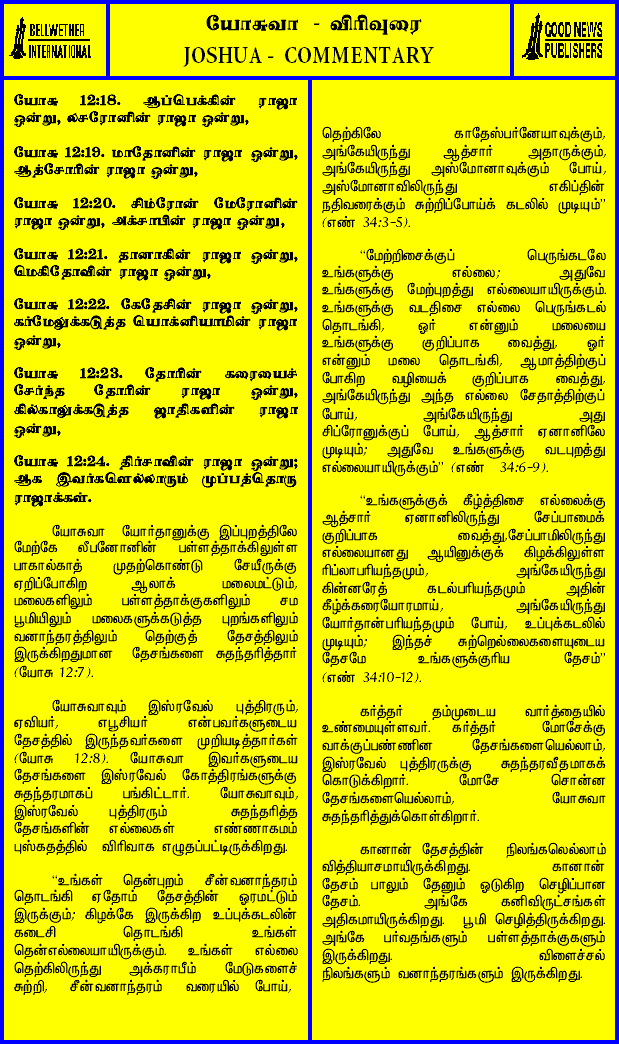 BELLWETHER
INTERNATIONAL
யோசுவா - விரிவுரை
JOSHUA - COMMENTARY
GOOD NEWS
PUBLISHERS
யோசு 12:18. ஆப்பெக்கின் ராஜா
ஒன்று, லசரோனின் ராஜா ஒன்று,
யோசு 12:19. மாதோனின் ராஜா ஒன்று,
ஆத்சோரின் ராஜா ஒன்று,
யோசு 12:20. சிம்ரோன் மேரோனின்
ராஜா ஒன்று, அக்சாபின் ராஜா ஒன்று,
யோசு 12:21. தானாகின் ராஜா ஒன்று,
மெகிதோவின் ராஜா ஒன்று,
யோசு 12:22. கேதேசின் ராஜா ஒன்று,
கர்மேலுக்கடுத்த யொக்னியாமின் ராஜா
ஒன்று,
யோசு 12:23. தோரின் கரையைச்
சேர்ந்த தோரின் ராஜா ஒன்று,
கில்காலுக்கடுத்த ஜாதிகளின் ராஜா
ஒன்று,
யோசு 12:24. திர்சாவின் ராஜா ஒன்று;
ஆக இவர்களெல்லாரும் முப்பத்தொரு
ராஜாக்கள்.
யோசுவா யோர்தானுக்கு இப்புறத்திலே
மேற்கே லீபனோனின் பள்ளத்தாக்கிலுள்ள
பாகால்காத் முதற்கொண்டு சேயீருக்கு
ஏறிப்போகிற ஆலாக் மலைமட்டும்,
மலைகளிலும் பள்ளத்தாக்குகளிலும் சம
பூமியிலும் மலைகளுக்கடுத்த புறங்களிலும்
வனாந்தரத்திலும் தெற்குத் தேசத்திலும்
இருக்கிறதுமான தேசங்களை சுதந்தரித்தார்
(யோசு 12:7).
யோசுவாவும் இஸ்ரவேல் புத்திரரும்,
ஏவியர், எபூசியர் என்பவர்களுடைய
தேசத்தில் இருந்தவர்களை முறியடித்தார்கள்
(யோசு 12:8). யோசுவா இவர்களுடைய
தேசங்களை இஸ்ரவேல் கோத்திரங்களுக்கு
சுதந்தரமாகப் பங்கிட்டார். யோசுவாவும்,
இஸ்ரவேல் புத்திரரும் சுதந்தரித்த
தேசங்களின் எல்லைகள் எண்ணாகமம்
புஸ்தகத்தில் விரிவாக எழுதப்பட்டிருக்கிறது.
“உங்கள் தென்புறம் சீன்வனாந்தரம்
தொடங்கி ஏதோம் தேசத்தின் ஓரமட்டும்
இருக்கும்; கிழக்கே இருக்கிற உப்புக்கடலின்
கடைசி தொடங்கி உங்கள்
தென்எல்லையாயிருக்கும். உங்கள் எல்லை
தெற்கிலிருந்து அக்கராபீம் மேடுகளைச்
சுற்றி, சீன்வனாந்தரம் வரையில் போய்,
தெற்கிலே காதேஸ்பர்னேயாவுக்கும்,
அங்கேயிருந்து ஆத்சார் அதாருக்கும்,
அங்கேயிருந்து அஸ்மோனாவுக்கும் போய்,
அஸ்மோனாவிலிருந்து எகிப்தின்
நதிவரைக்கும் சுற்றிப்போய்க் கடலில் முடியும்”
(எண் 34:3-5).
“மேற்றிசைக்குப் பெருங்கடலே
உங்களுக்கு எல்லை; அதுவே
உங்களுக்கு மேற்புறத்து எல்லையாயிருக்கும்.
உங்களுக்கு வடதிசை எல்லை பெருங்கடல்
தொடங்கி, ஓர் என்னும் மலையை
உங்களுக்கு குறிப்பாக வைத்து, ஓர்
என்னும் மலை தொடங்கி, ஆமாத்திற்குப்
போகிற வழியைக் குறிப்பாக வைத்து,
அங்கேயிருந்து அந்த எல்லை சேதாத்திற்குப்
போய், அங்கேயிருந்து அது
சிப்ரோனுக்குப் போய், ஆத்சார் ஏனானிலே
முடியும்; அதுவே உங்களுக்கு வடபுறத்து
எல்லையாயிருக்கும்” (எண் 34:6-9).
“உங்களுக்குக் கீழ்த்திசை எல்லைக்கு
ஆத்சார் ஏனானிலிருந்து சேப்பாமைக்
குறிப்பாக வைத்து,சேப்பாமிலிருந்து
எல்லையானது ஆயினுக்குக் கிழக்கிலுள்ள
ரிப்லாபரியந்தமும், அங்கேயிருந்து
கின்னரேத் கடல்பரியந்தமும் அதின்
கீழ்க்கரையோரமாய், அங்கேயிருந்து
யோர்தான்பரியந்தமும் போய், உப்புக்கடலில்
முடியும்; இந்தச் சுற்றெல்லைகளையுடைய
தேசமே உங்களுக்குரிய தேசம்”
(எண் 34:10-12).
கர்த்தர் தம்முடைய வார்த்தையில்
உண்மையுள்ளவர். கர்த்தர் மோசேக்கு
வாக்குப்பண்ணின தேசங்களையெல்லாம்,
இஸ்ரவேல் புத்திரருக்கு சுதந்தரவீதமாகக்
கொடுக்கிறார். மோசே சொன்ன
தேசங்களையெல்லாம், யோசுவா
சுதந்தரித்துக்கொள்கிறார்.
கானான் தேசத்தின் நிலங்கலெல்லாம்
வித்தியாசமாயிருக்கிறது. கானான்
தேசம் பாலும் தேனும் ஓடுகிற செழிப்பான
தேசம். அங்கே கனிவிருட்சங்கள்
அதிகமாயிருக்கிறது. பூமி செழித்திருக்கிறது.
அங்கே பர்வதங்களும் பள்ளத்தாக்குகளும்
இருக்கிறது. விளைச்சல்
நிலங்களும் வனாந்தரங்களும் இருக்கிறது.